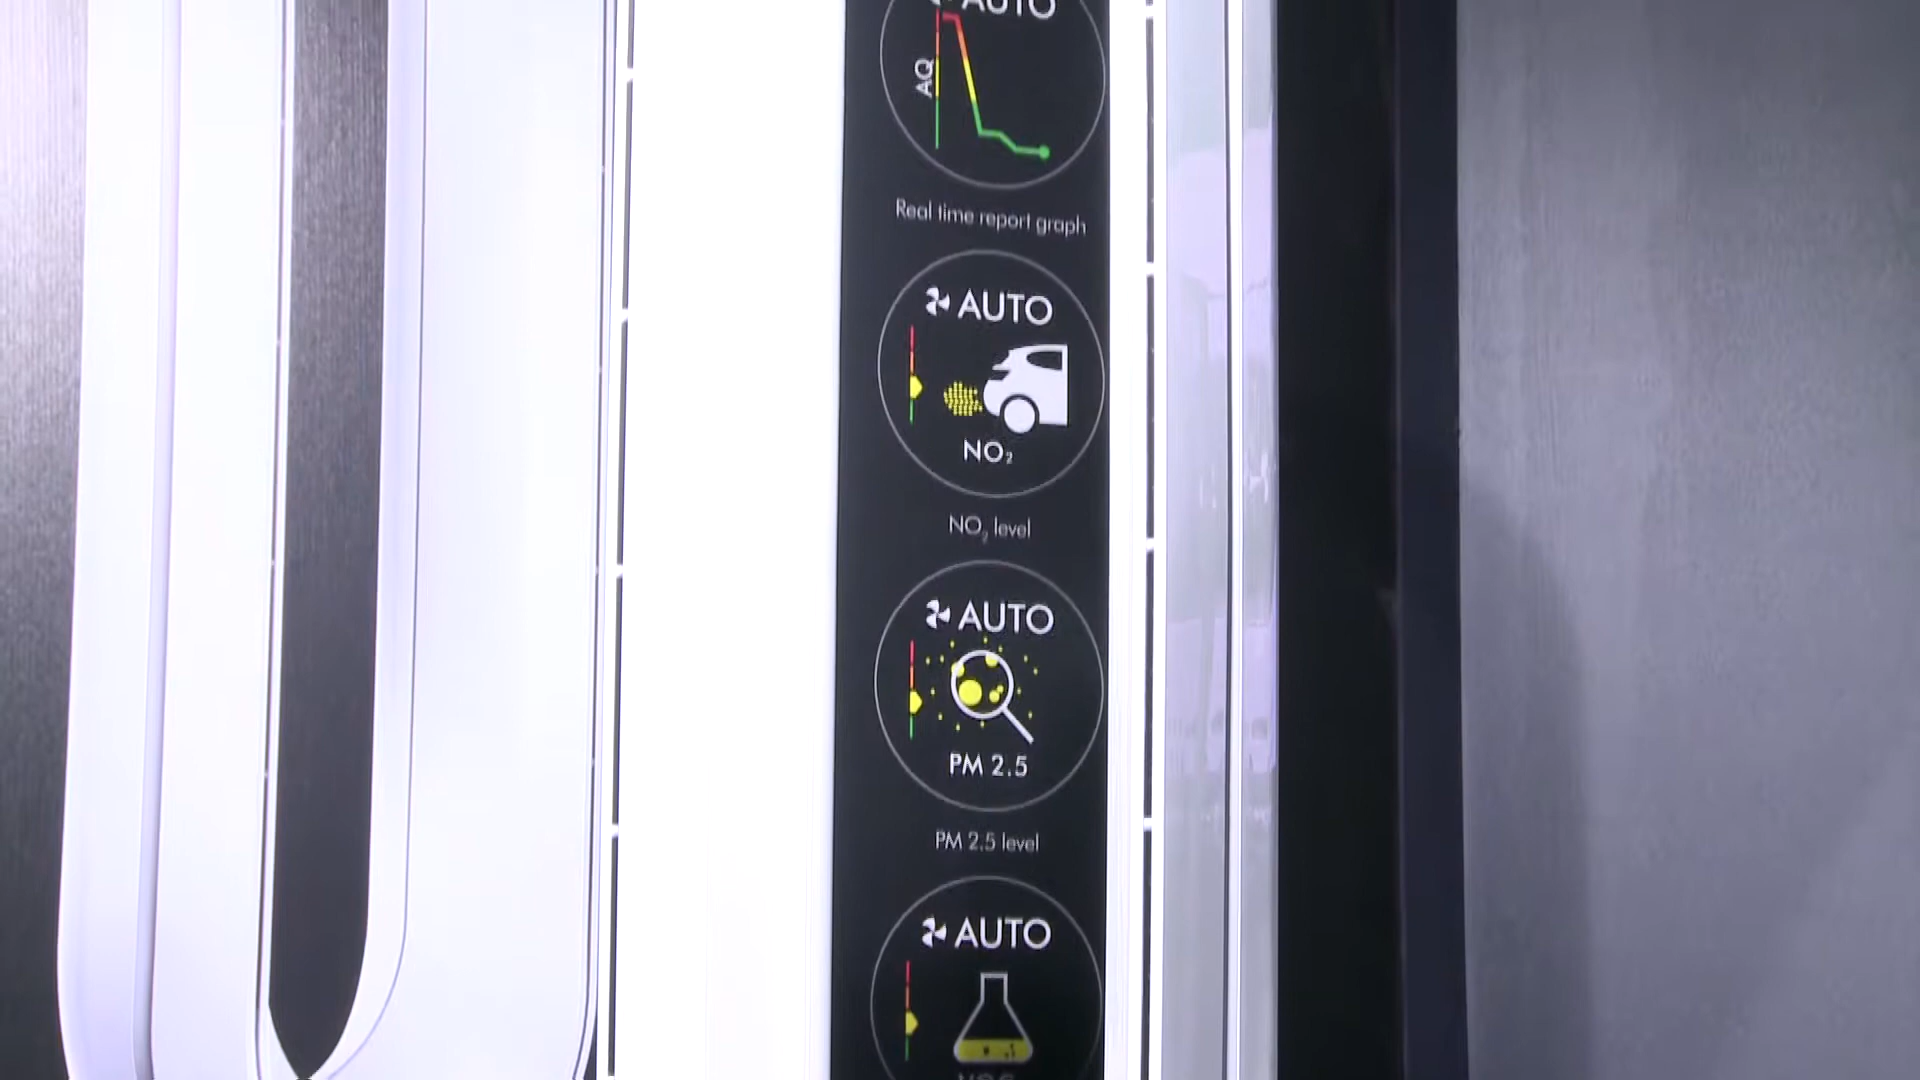 AUTO
AQ
Real time report graph
AUTO
NO₂
NO₂ level
AUTO
PM 2.5
PM 2.5 level
AUTO